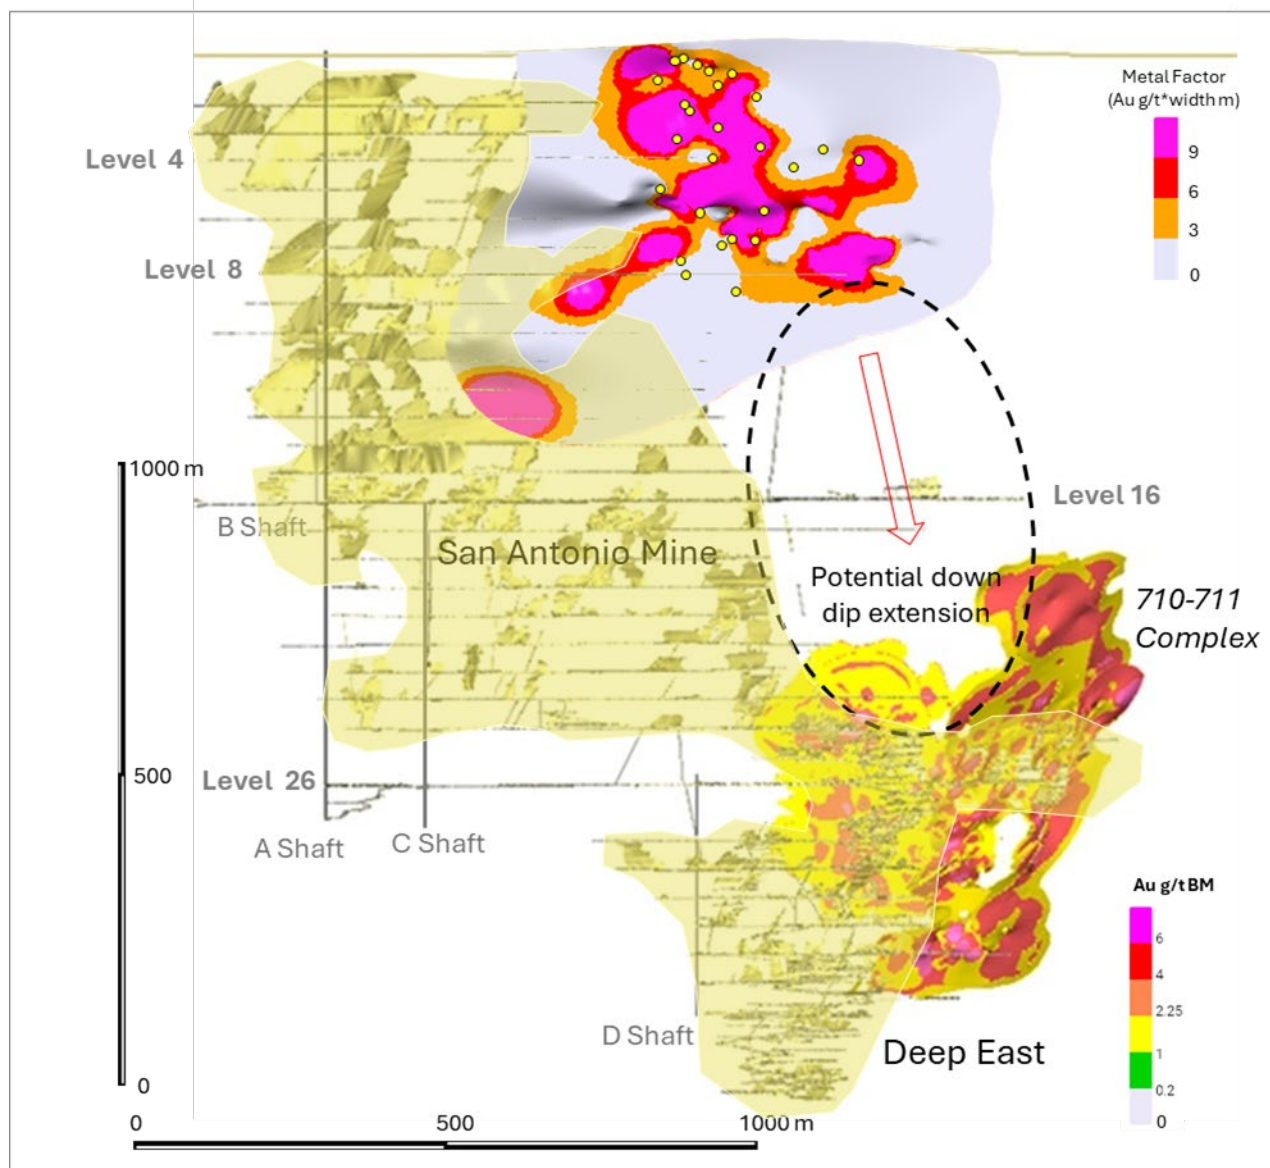 Metal Factor
(Au g/t*width m)
9
6
3
0
Level 4
Level 8
1000 m
Level 16
B Shaft
San Antonio Mine
Potential down
dip extension
710-711
Complex
500
Level 26
A Shaft
C Shaft
Au g/t BM
6
4
2.25
1
0.2
0
D Shaft
Deep East
0
0
500
1000 m